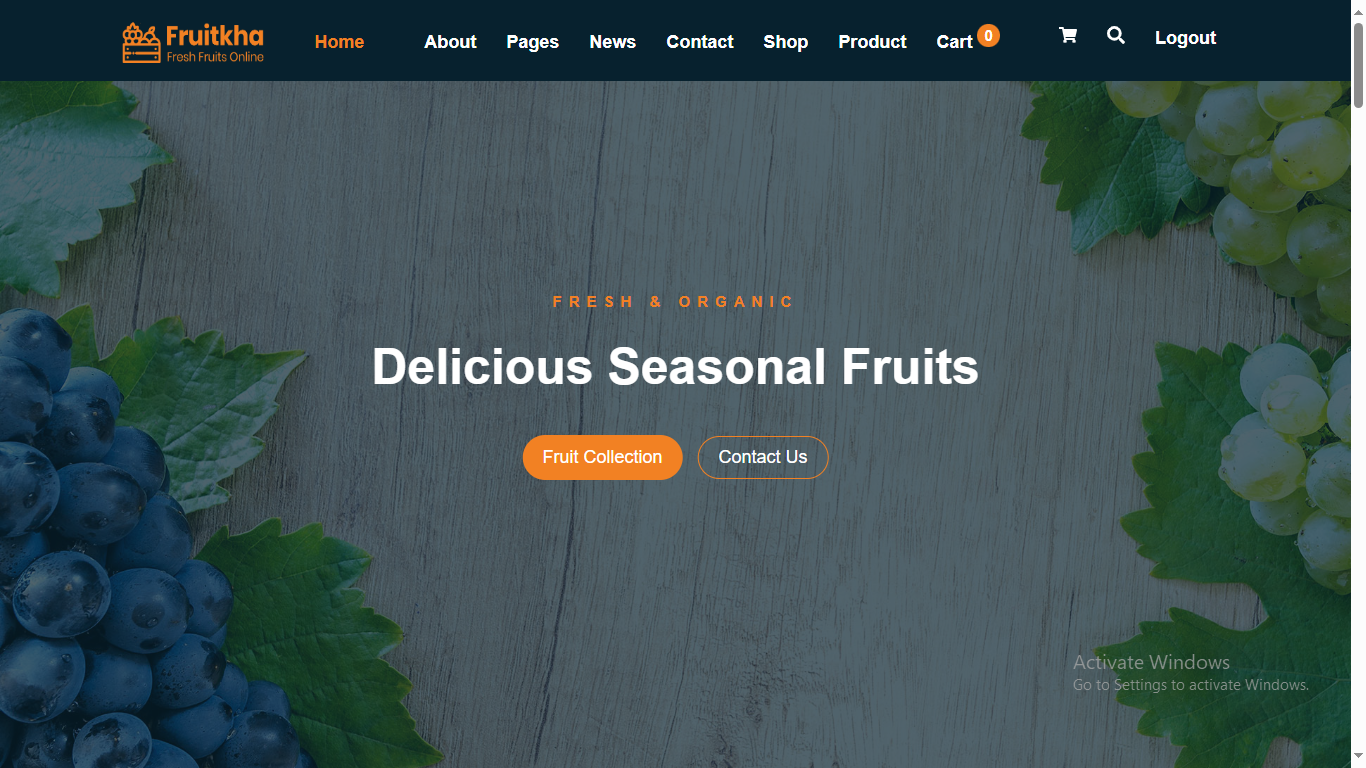 Fruitkha
Fresh Fruits Online
Home About Pages News Contact Shop Product Cart 0 Logout
FRESH & ORGANIC
Delicious Seasonal Fruits
Fruit Collection Contact Us
Activate Windows
Go to Settings to activate Windows.